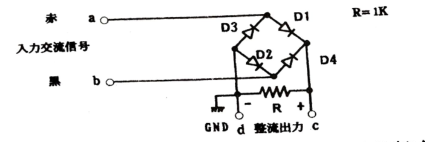 赤 a
D3 D1 R=1K
入力交流信号
D2 D4
黒 b
- R +
GND d 整流出力 c